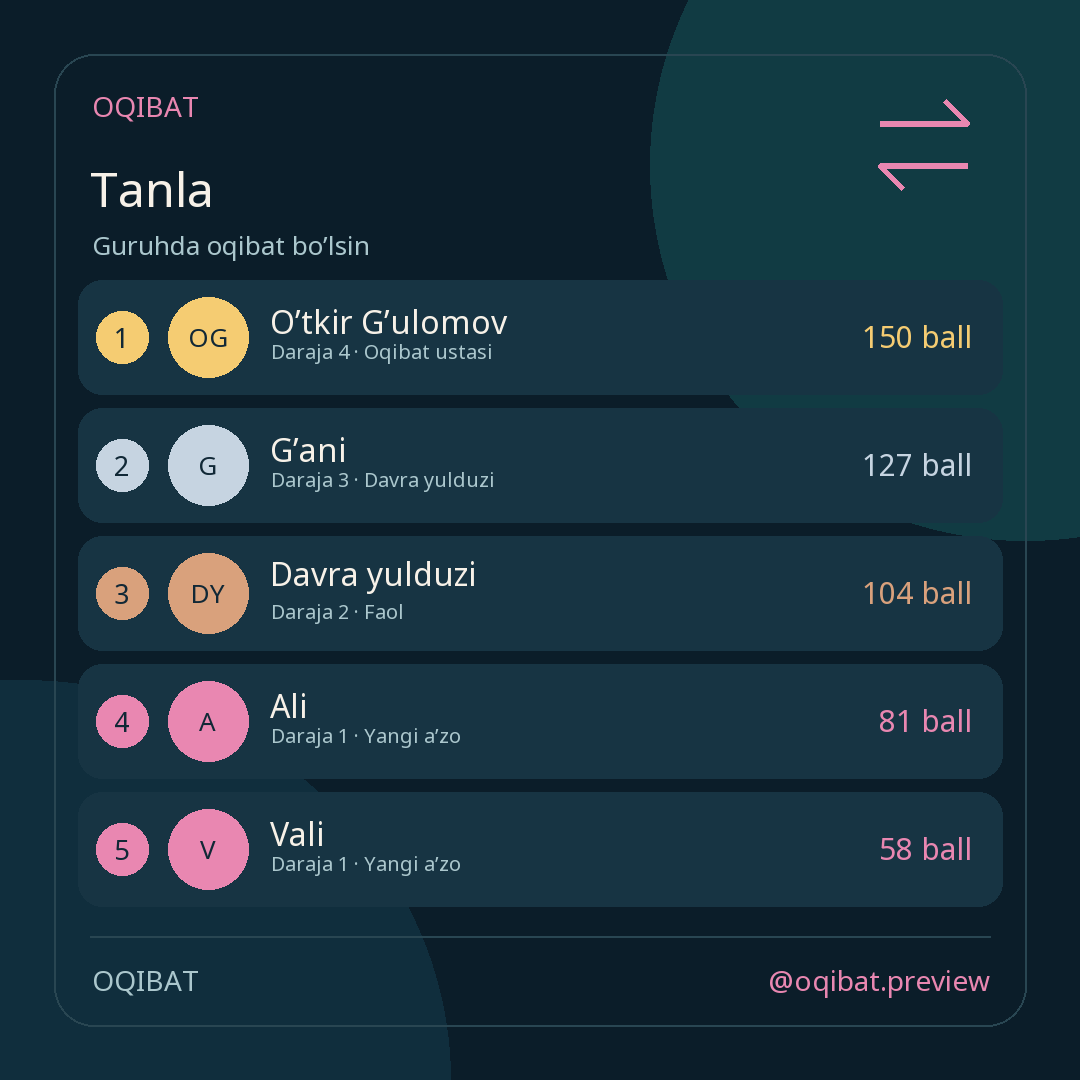 OQIBAT
Tanla
Guruhda oqibat bo’lsin
1 OG O’tkir G’ulomov 150 ball
Daraja 4 · Oqibat ustasi
2 G G’ani 127 ball
Daraja 3 · Davra yulduzi
3 DY Davra yulduzi 104 ball
Daraja 2 · Faol
4 A Ali 81 ball
Daraja 1 · Yangi a’zo
5 V Vali 58 ball
Daraja 1 · Yangi a’zo
OQIBAT @oqibat.preview